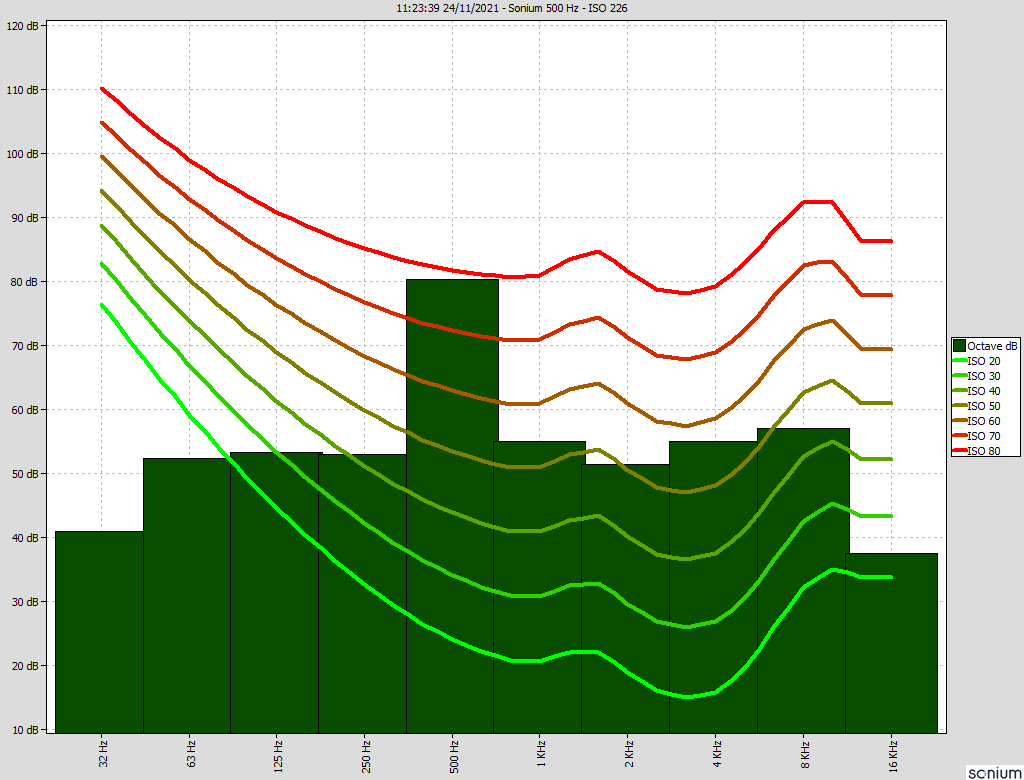 11:23:39 24/11/2021 - Sonium 500 Hz - ISO 226
120 dB
110 dB
100 dB
90 dB
80 dB
70 dB
60 dB
50 dB
40 dB
30 dB
20 dB
10 dB
32 Hz
63 Hz
125 Hz
250 Hz
500 Hz
1 KHz
2 KHz
4 KHz
8 KHz
16 KHz
Octave dB
ISO 20
ISO 30
ISO 40
ISO 50
ISO 60
ISO 70
ISO 80
sonium